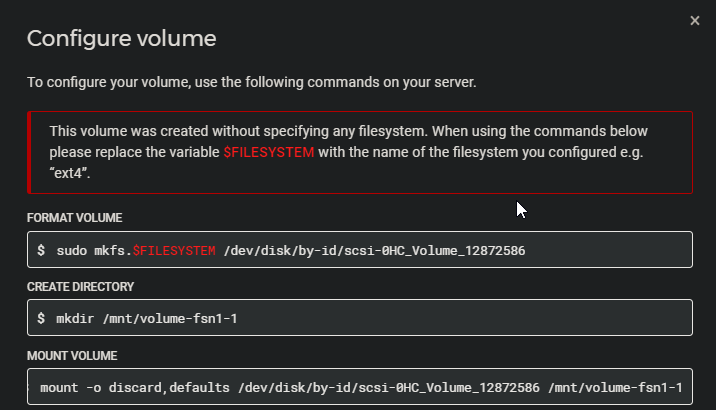 Configure volume
To configure your volume, use the following commands on your server.
This volume was created without specifying any filesystem. When using the commands below
please replace the variable $FILESYSTEM with the name of the filesystem you configured e.g.
“ext4”.
FORMAT VOLUME
$ sudo mkfs.$FILESYSTEM /dev/disk/by-id/scsi-0HC_Volume_12872586
CREATE DIRECTORY
$ mkdir /mnt/volume-fsn1-1
MOUNT VOLUME
mount -o discard,defaults /dev/disk/by-id/scsi-0HC_Volume_12872586 /mnt/volume-fsn1-1